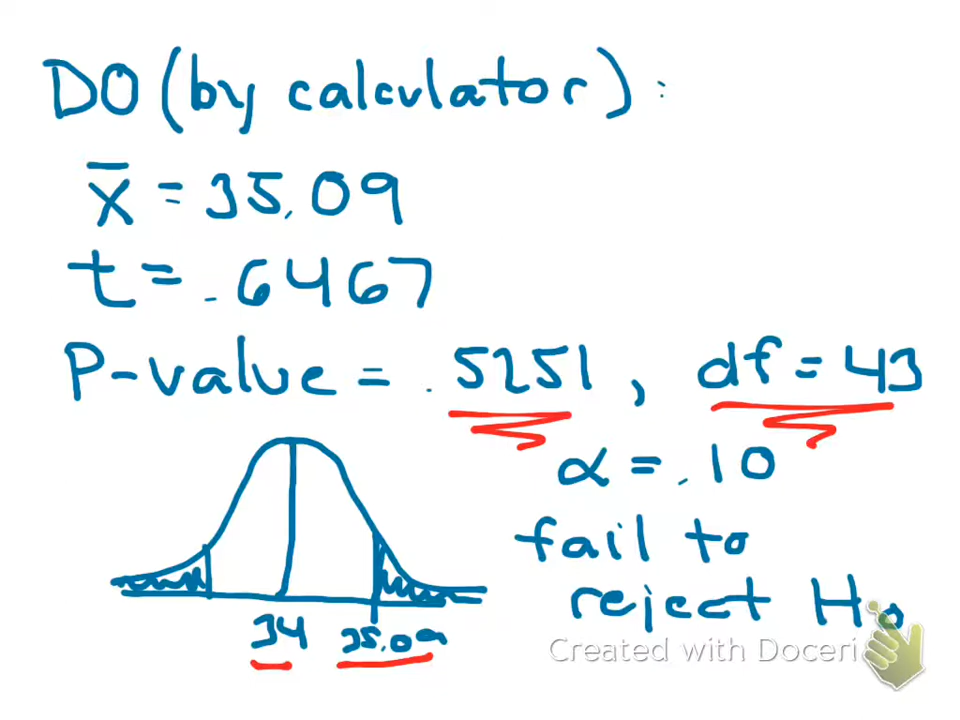 DO (by calculator):
x̄ = 35.09
t = .6467
P-value = .5251, df = 43
α = .10
fail to
reject Ho
34 35.09
Created with Doceri